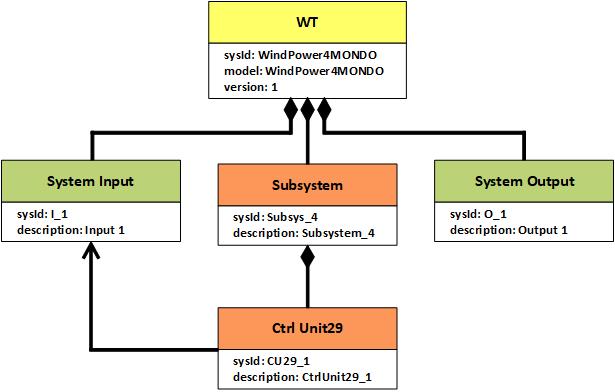 WT
sysId: WindPower4MONDO
model: WindPower4MONDO
version: 1
System Input
sysId: I_1
description: Input 1
Subsystem
sysId: Subsys_4
description: Subsystem_4
System Output
sysId: O_1
description: Output 1
Ctrl Unit29
sysId: CU29_1
description: CtrlUnit29_1